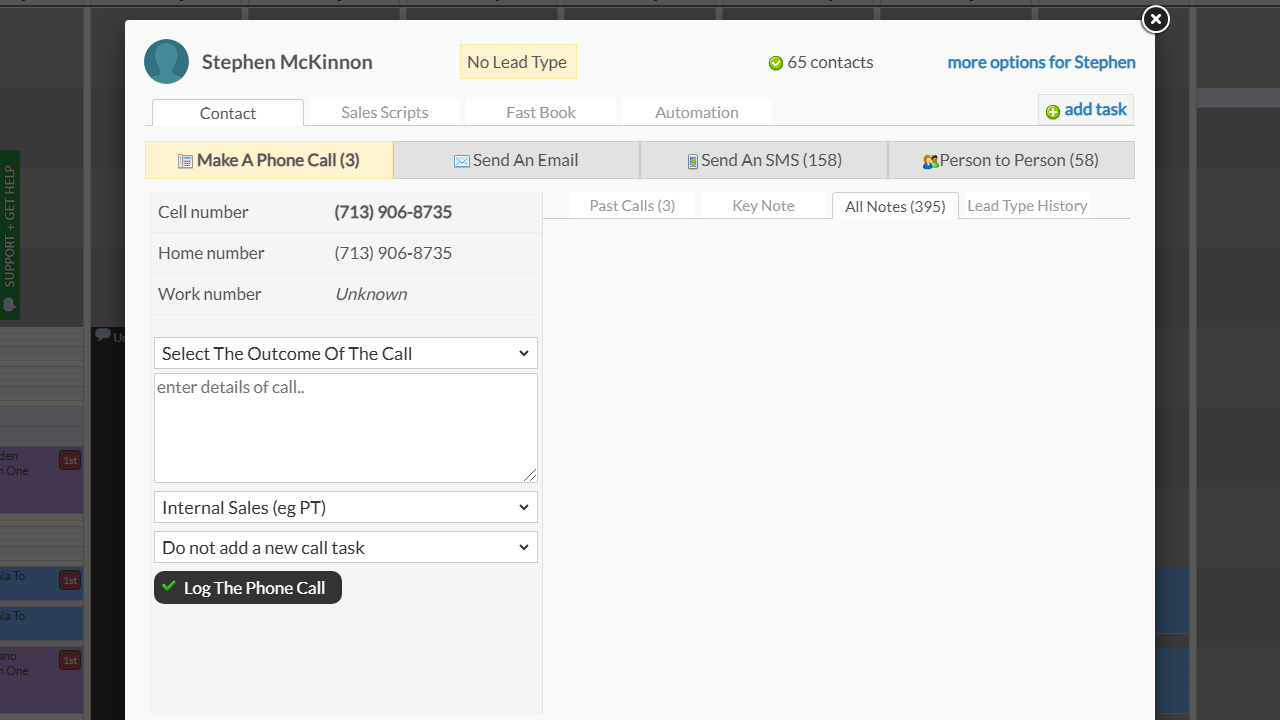 Stephen McKinnon
No Lead Type
65 contacts
more options for Stephen
Contact
Sales Scripts
Fast Book
Automation
add task
Make A Phone Call (3)
Send An Email
Send An SMS (158)
Person to Person (58)
Cell number (713) 906-8735
Home number (713) 906-8735
Work number Unknown
Past Calls (3)
Key Note
All Notes (395)
Lead Type History
Select The Outcome Of The Call
enter details of call..
Internal Sales (eg PT)
Do not add a new call task
Log The Phone Call
SUPPORT + GET HELP
1st
One
To
1st
To
1st
One